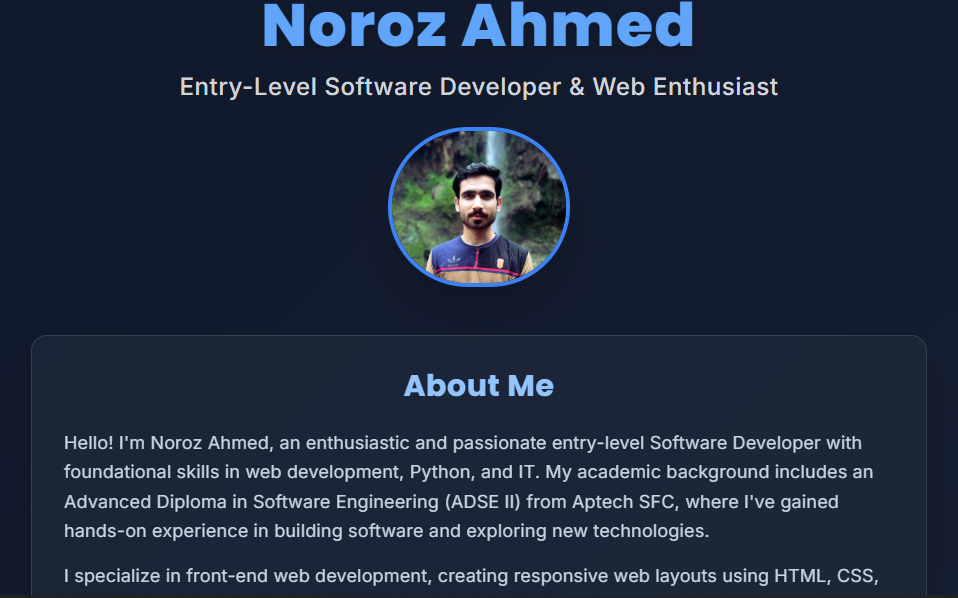 Noroz Ahmed
Entry-Level Software Developer & Web Enthusiast
About Me
Hello! I'm Noroz Ahmed, an enthusiastic and passionate entry-level Software Developer with
foundational skills in web development, Python, and IT. My academic background includes an
Advanced Diploma in Software Engineering (ADSE II) from Aptech SFC, where I've gained
hands-on experience in building software and exploring new technologies.
I specialize in front-end web development, creating responsive web layouts using HTML, CSS,